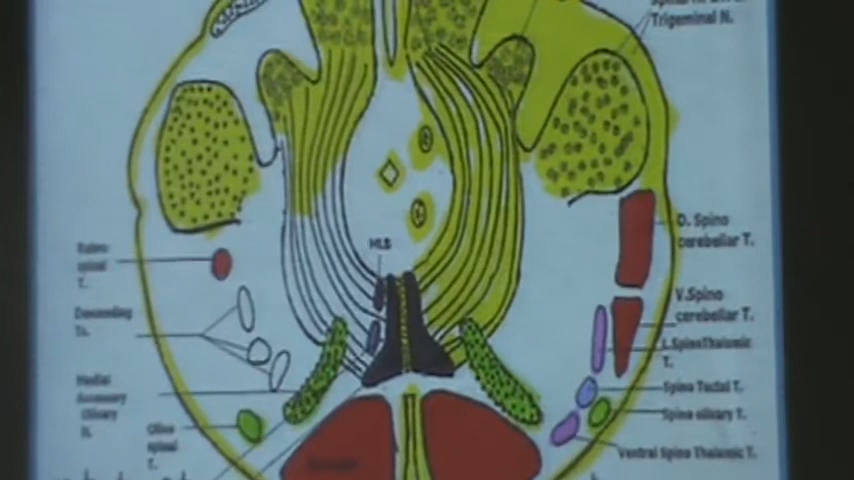 Trigeminal N.
D. Spino
cerebellar T.
MLB
Rubro
spinal
T.
V.Spino
cerebellar T.
Descending
Ts.
L.SpinoThalamic
T.
Medial
Accessory
Olivary
N.
Spino Tectal T.
Spino olivary T.
Olivo
spinal
T.
Ventral Spino Thalamic T.